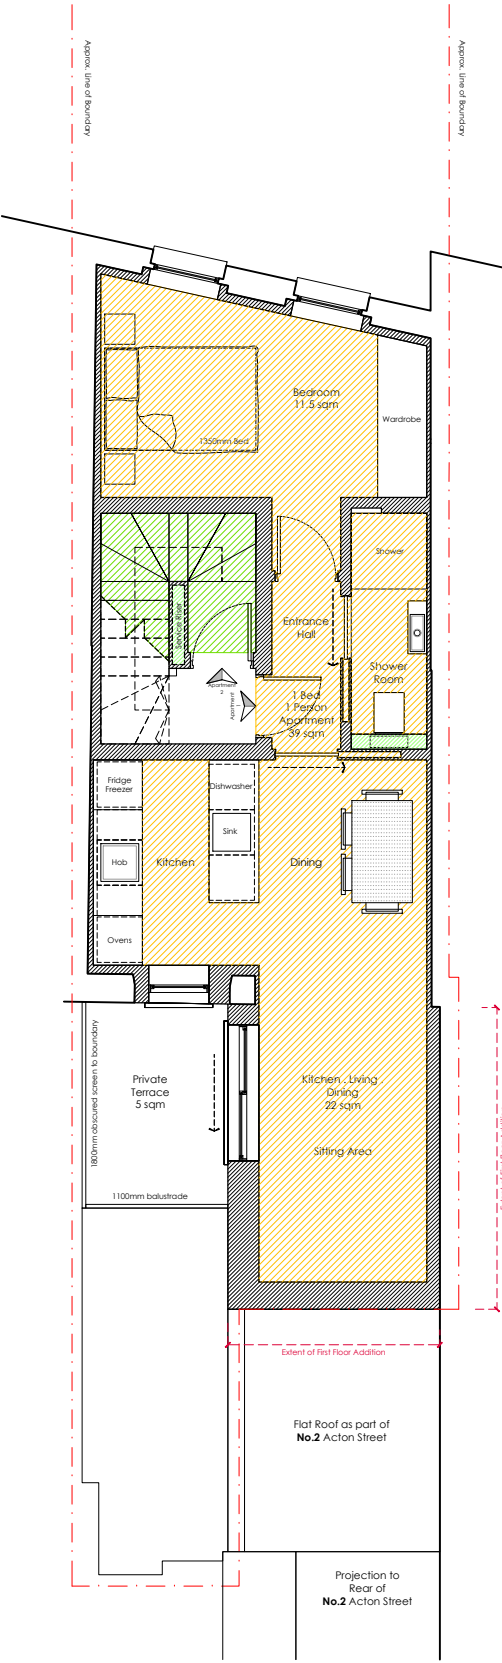 Approx. Line of Boundary
Approx. Line of Boundary
Bedroom
11.5 sqm
Wardrobe
1350mm Bed
Shower
Service Riser
Entrance
Hall
Shower
Room
Apartment
2
Apartment
1 Bed
1 Person
Apartment
39 sqm
Fridge
Freezer
Dishwasher
Sink
Hob
Kitchen
Dining
Ovens
1800mm obscured screen to boundary
Private
Terrace
5 sqm
Kitchen . Living .
Dining
22 sqm
Sitting Area
1100mm balustrade
Extent of First Floor Addition
Flat Roof as part of
No.2 Acton Street
Projection to
Rear of
No.2 Acton Street